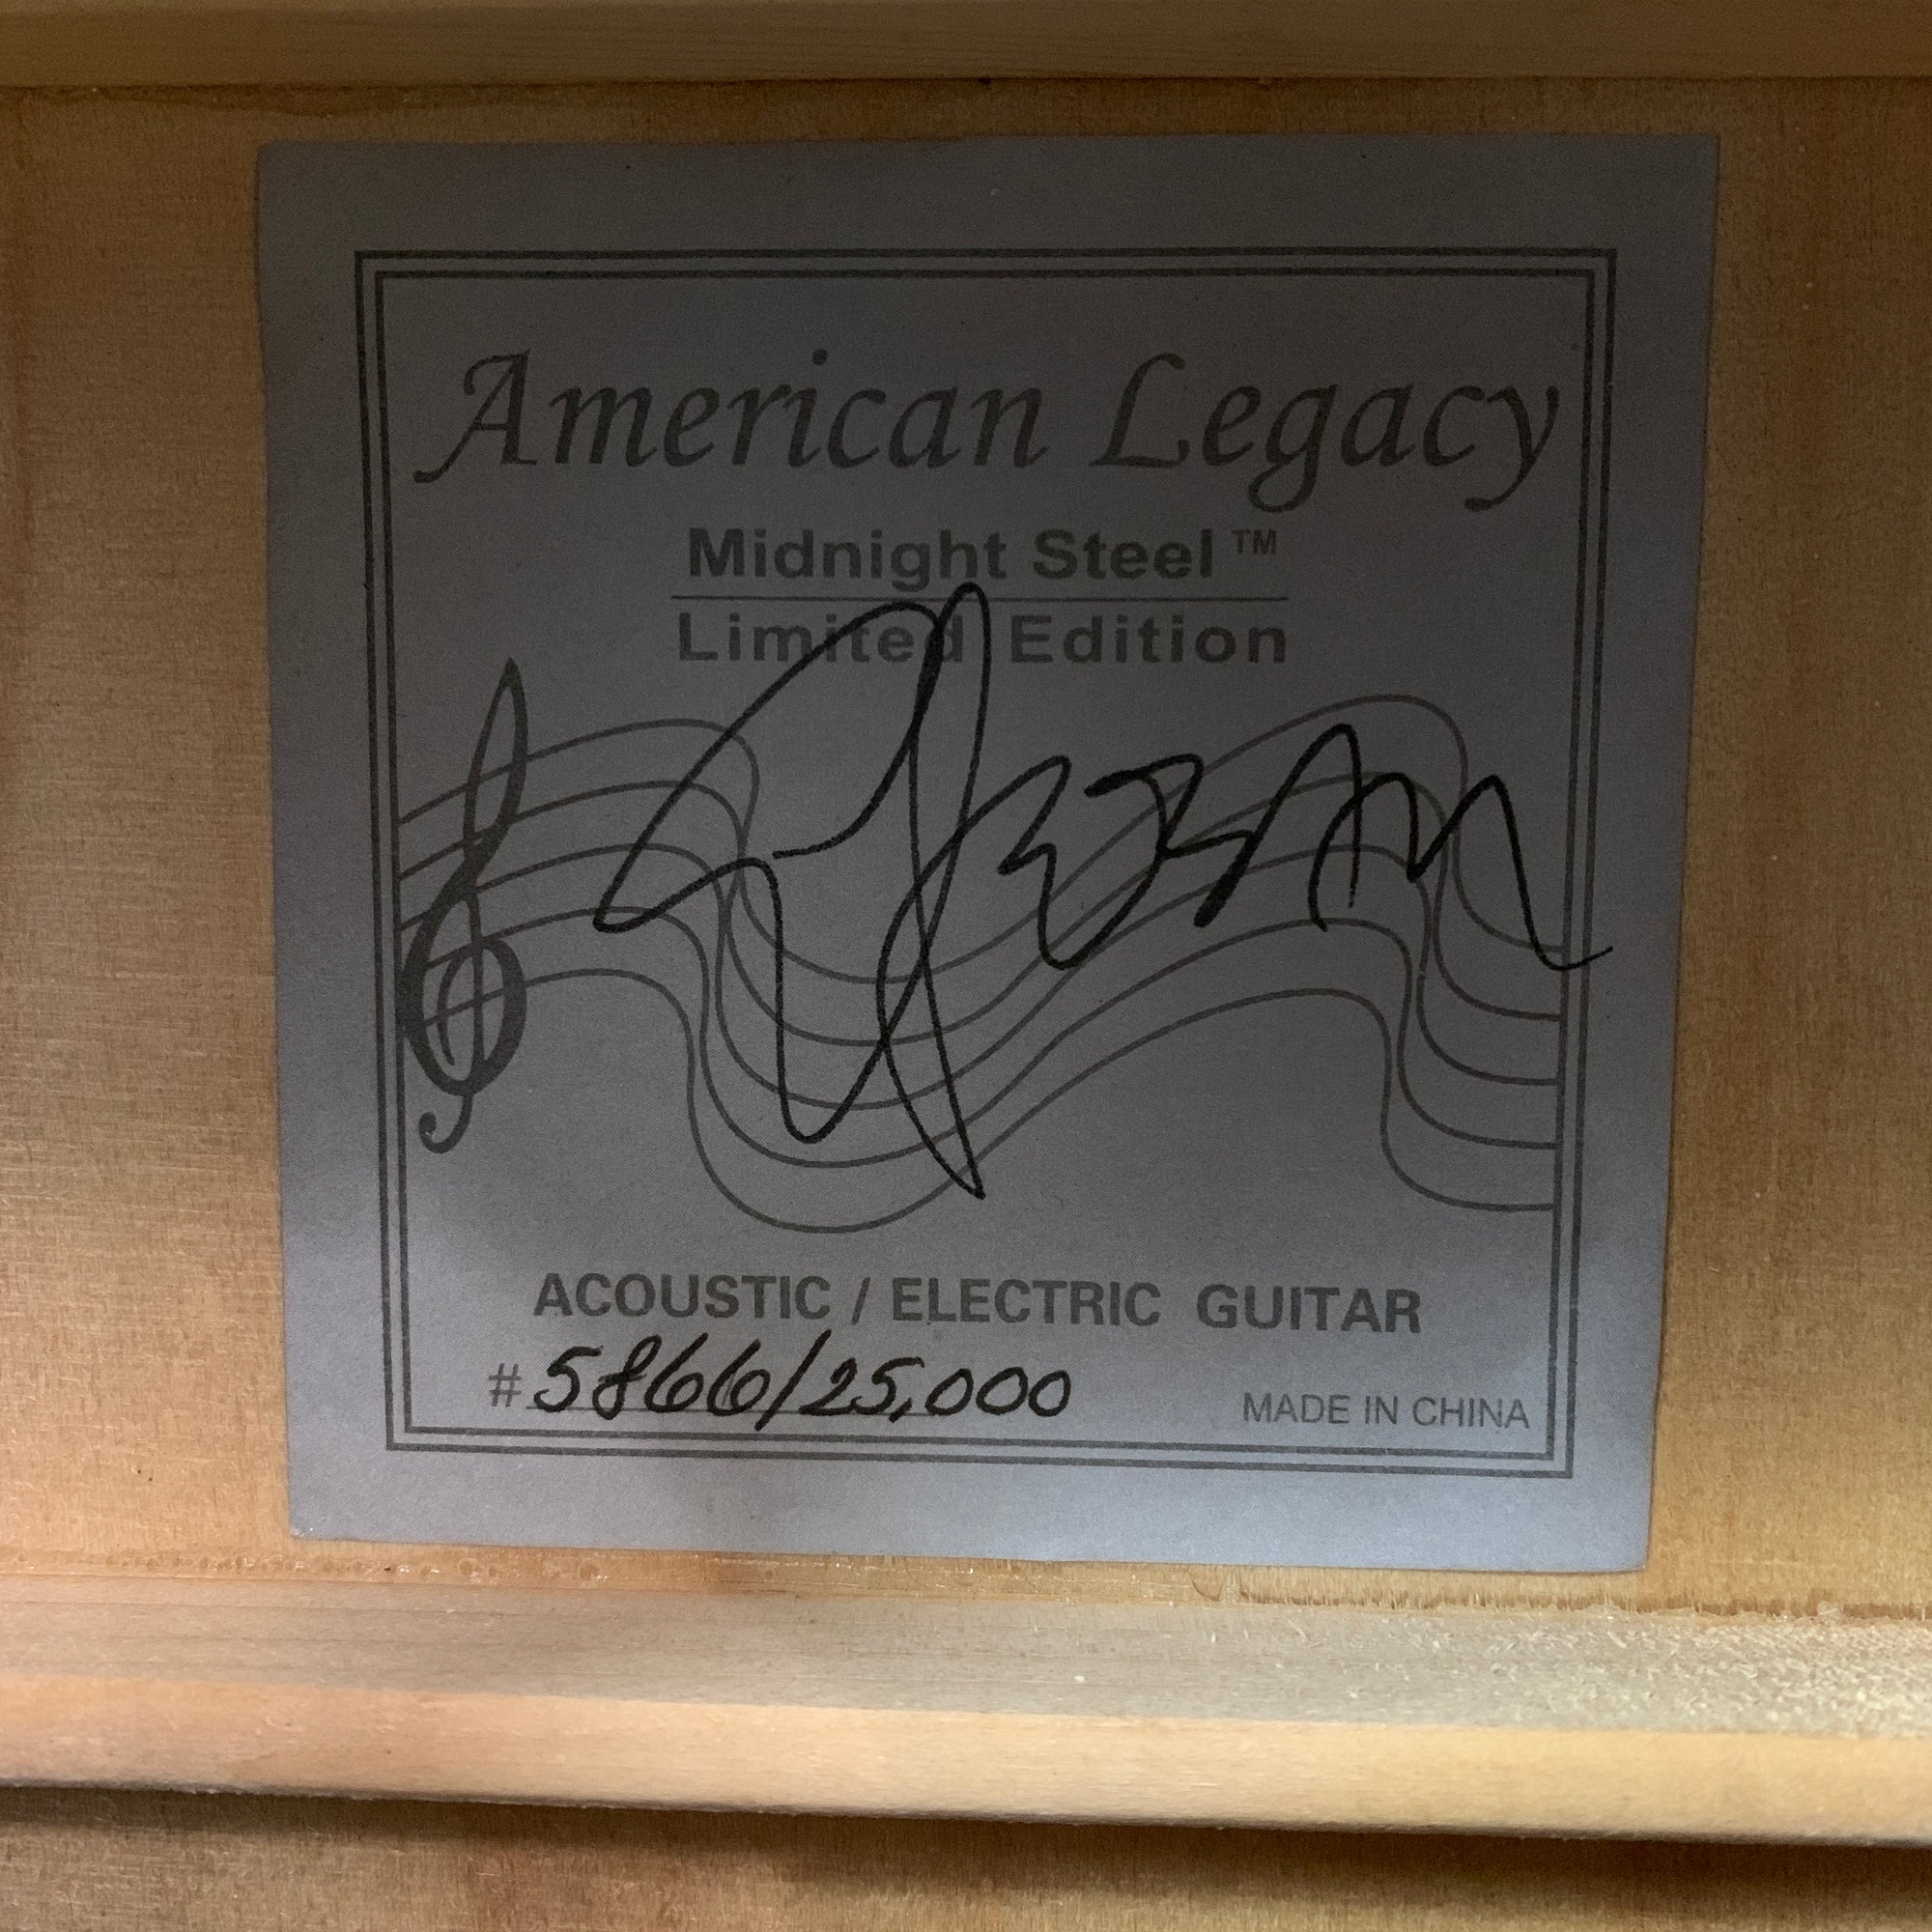 American Legacy
Midnight Steel™
Limited Edition
ACOUSTIC / ELECTRIC GUITAR
#5866/25,000
MADE IN CHINA